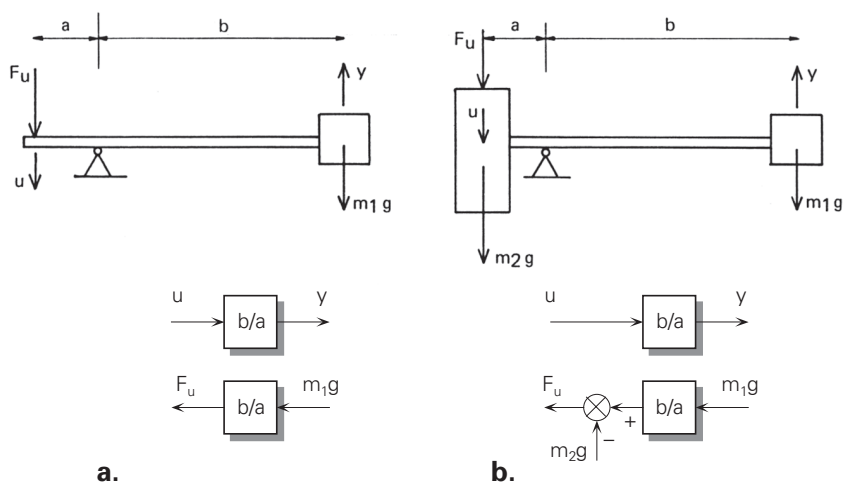 a b
Fu
y
u
m1 g
a b
Fu
y
u
m1 g
m2 g
u b/a y
Fu b/a m1g
a.
u b/a y
Fu + b/a m1g
m2g −
b.